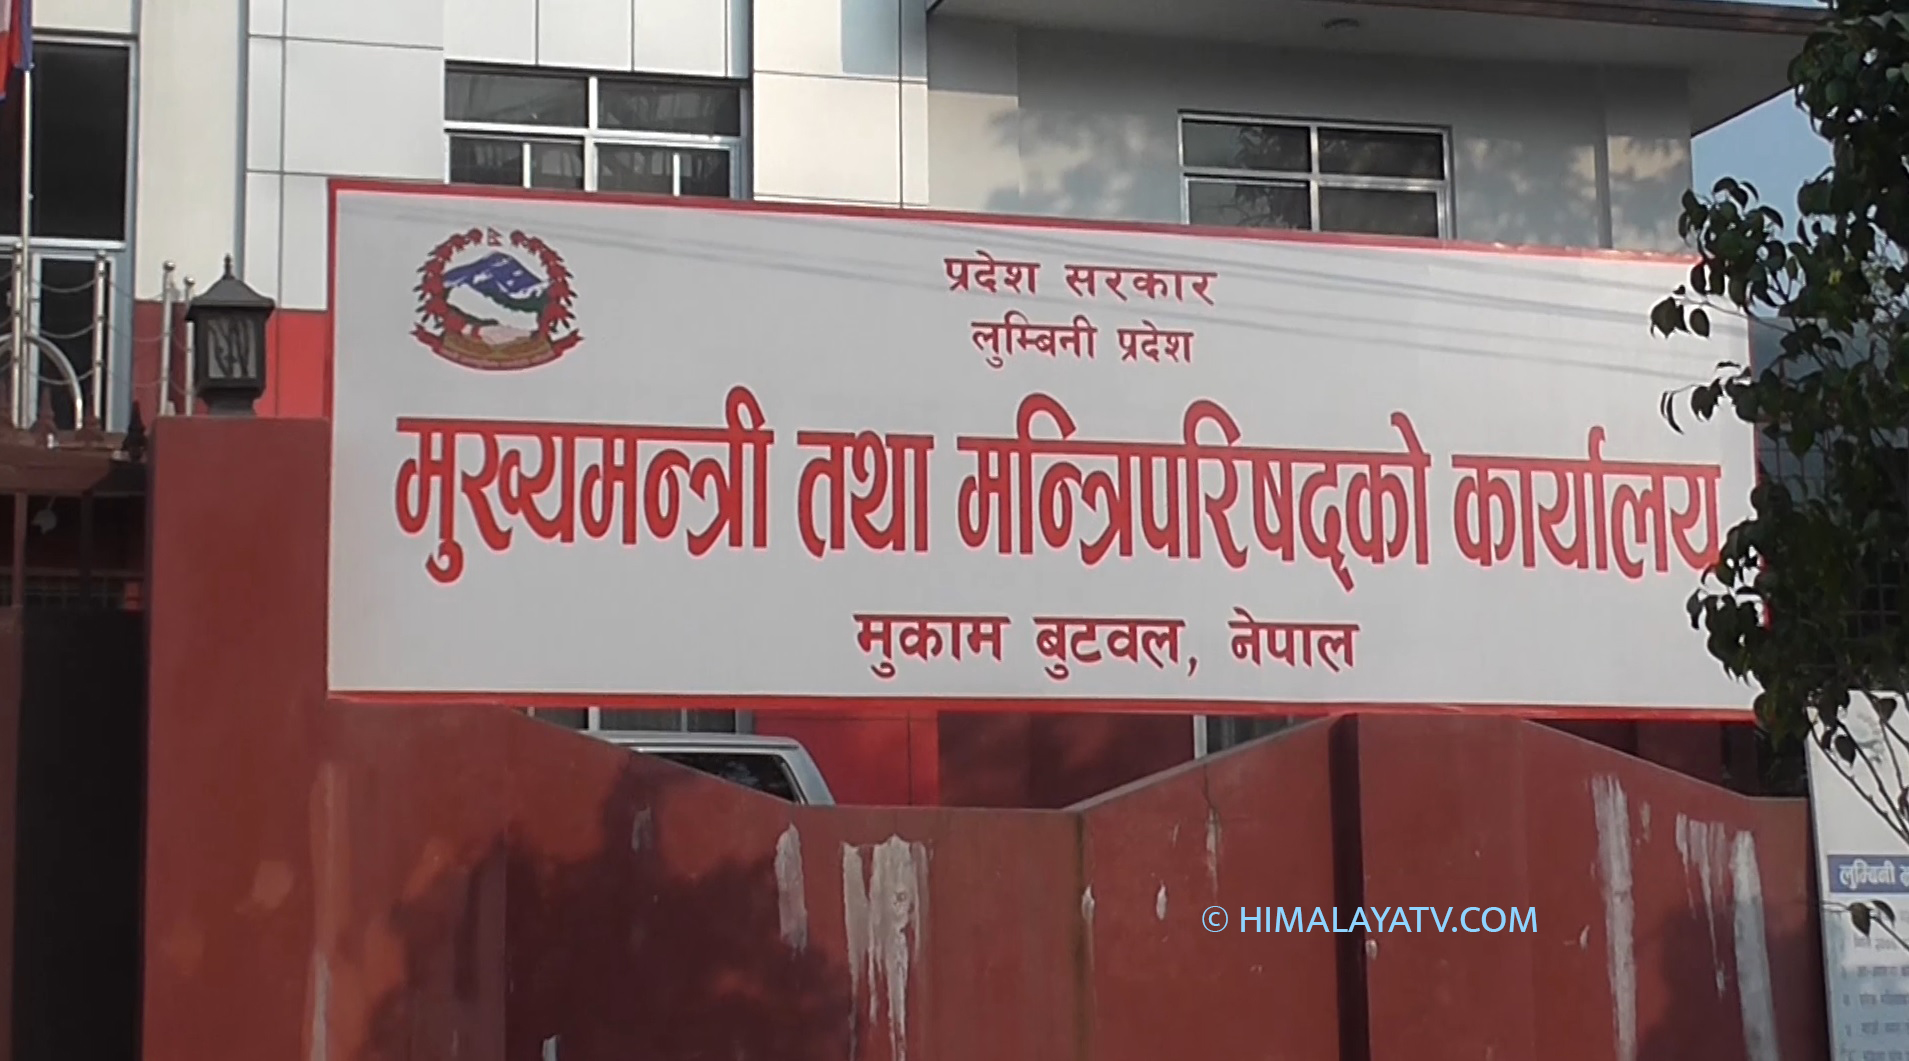 प्रदेश सरकार
लुम्बिनी प्रदेश
मुख्यमन्त्री तथा मन्त्रिपरिषद्को कार्यालय
मुकाम बुटवल, नेपाल
© HIMALAYATV.COM
लुम्बिनी